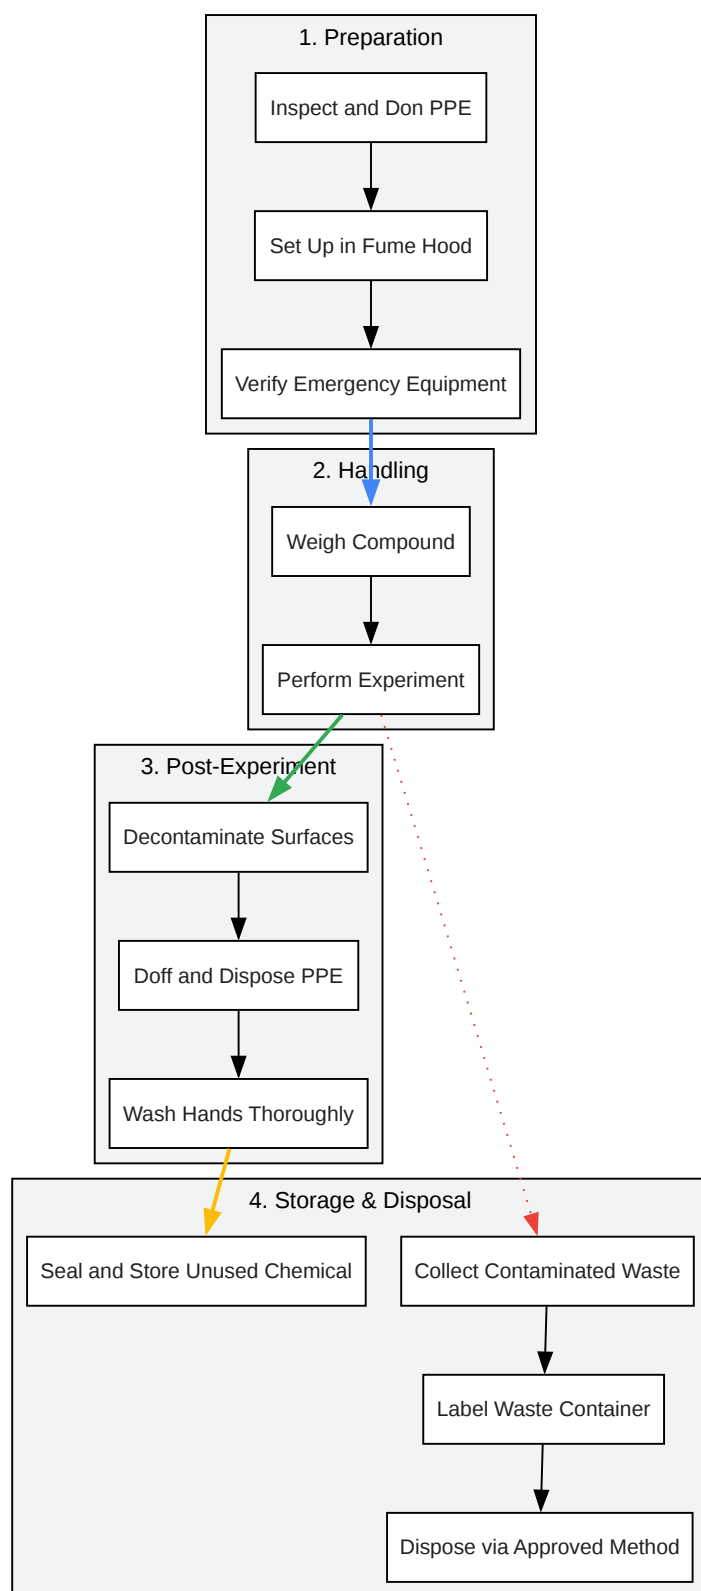 1. Preparation
Inspect and Don PPE
Set Up in Fume Hood
Verify Emergency Equipment
2. Handling
Weigh Compound
Perform Experiment
3. Post-Experiment
Decontaminate Surfaces
Doff and Dispose PPE
Wash Hands Thoroughly
4. Storage & Disposal
Seal and Store Unused Chemical
Collect Contaminated Waste
Label Waste Container
Dispose via Approved Method